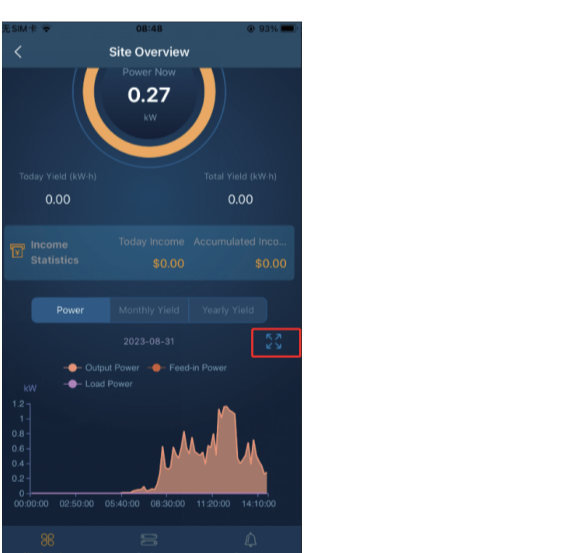 无SIM卡 08:48 93%
Site Overview
Power Now
0.27
kW
Today Yield (kW·h) Total Yield (kW·h)
0.00 0.00
Income Statistics
Today Income Accumulated Inco...
$0.00 $0.00
Power Monthly Yield Yearly Yield
2023-08-31
Output Power Feed-in Power
Load Power
kW
1.2
1
0.8
0.6
0.4
0.2
0
00:00:00 02:50:00 05:40:00 08:30:00 11:20:00 14:10:00